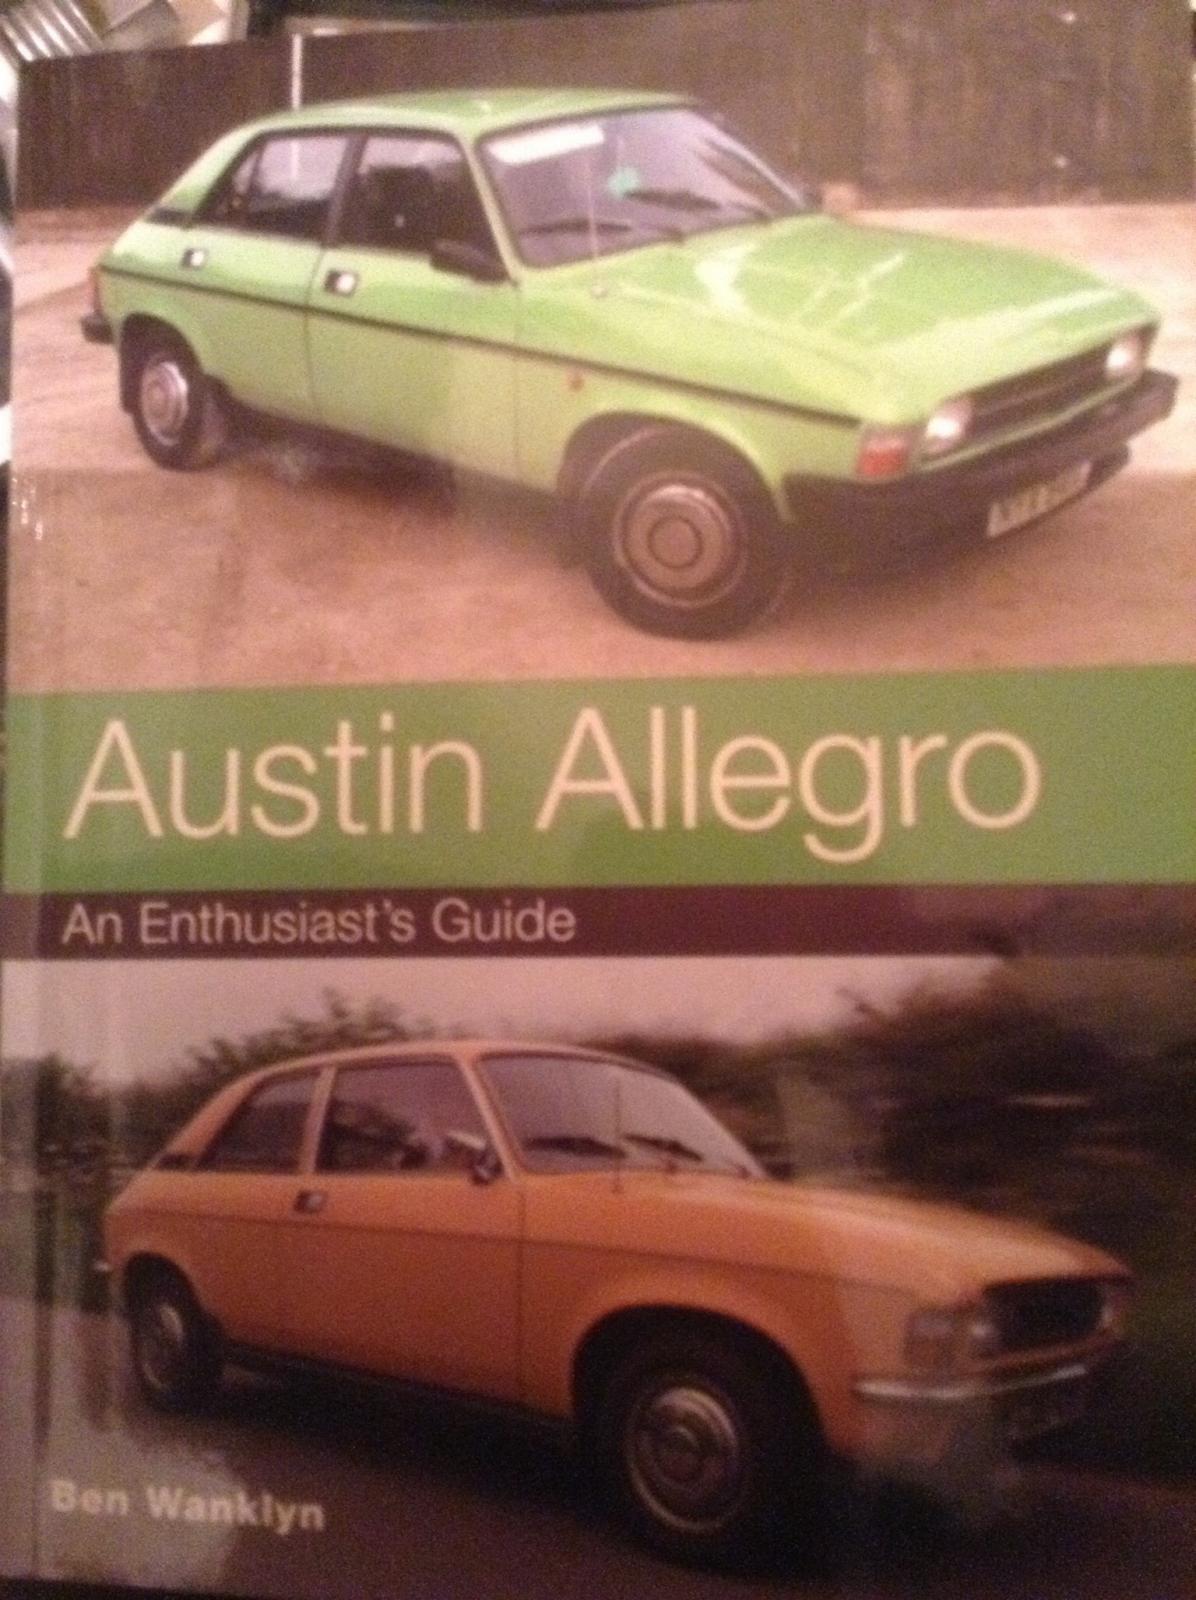 Austin Allegro
An Enthusiast's Guide
Ben Wanklyn